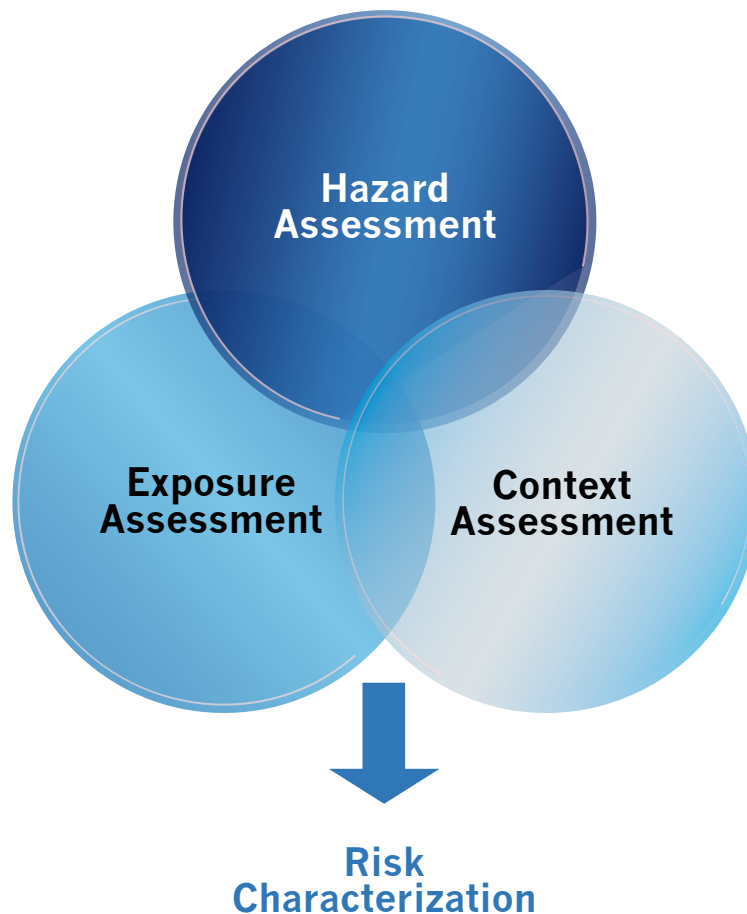 Hazard
Assessment
Exposure
Assessment
Context
Assessment
Risk
Characterization